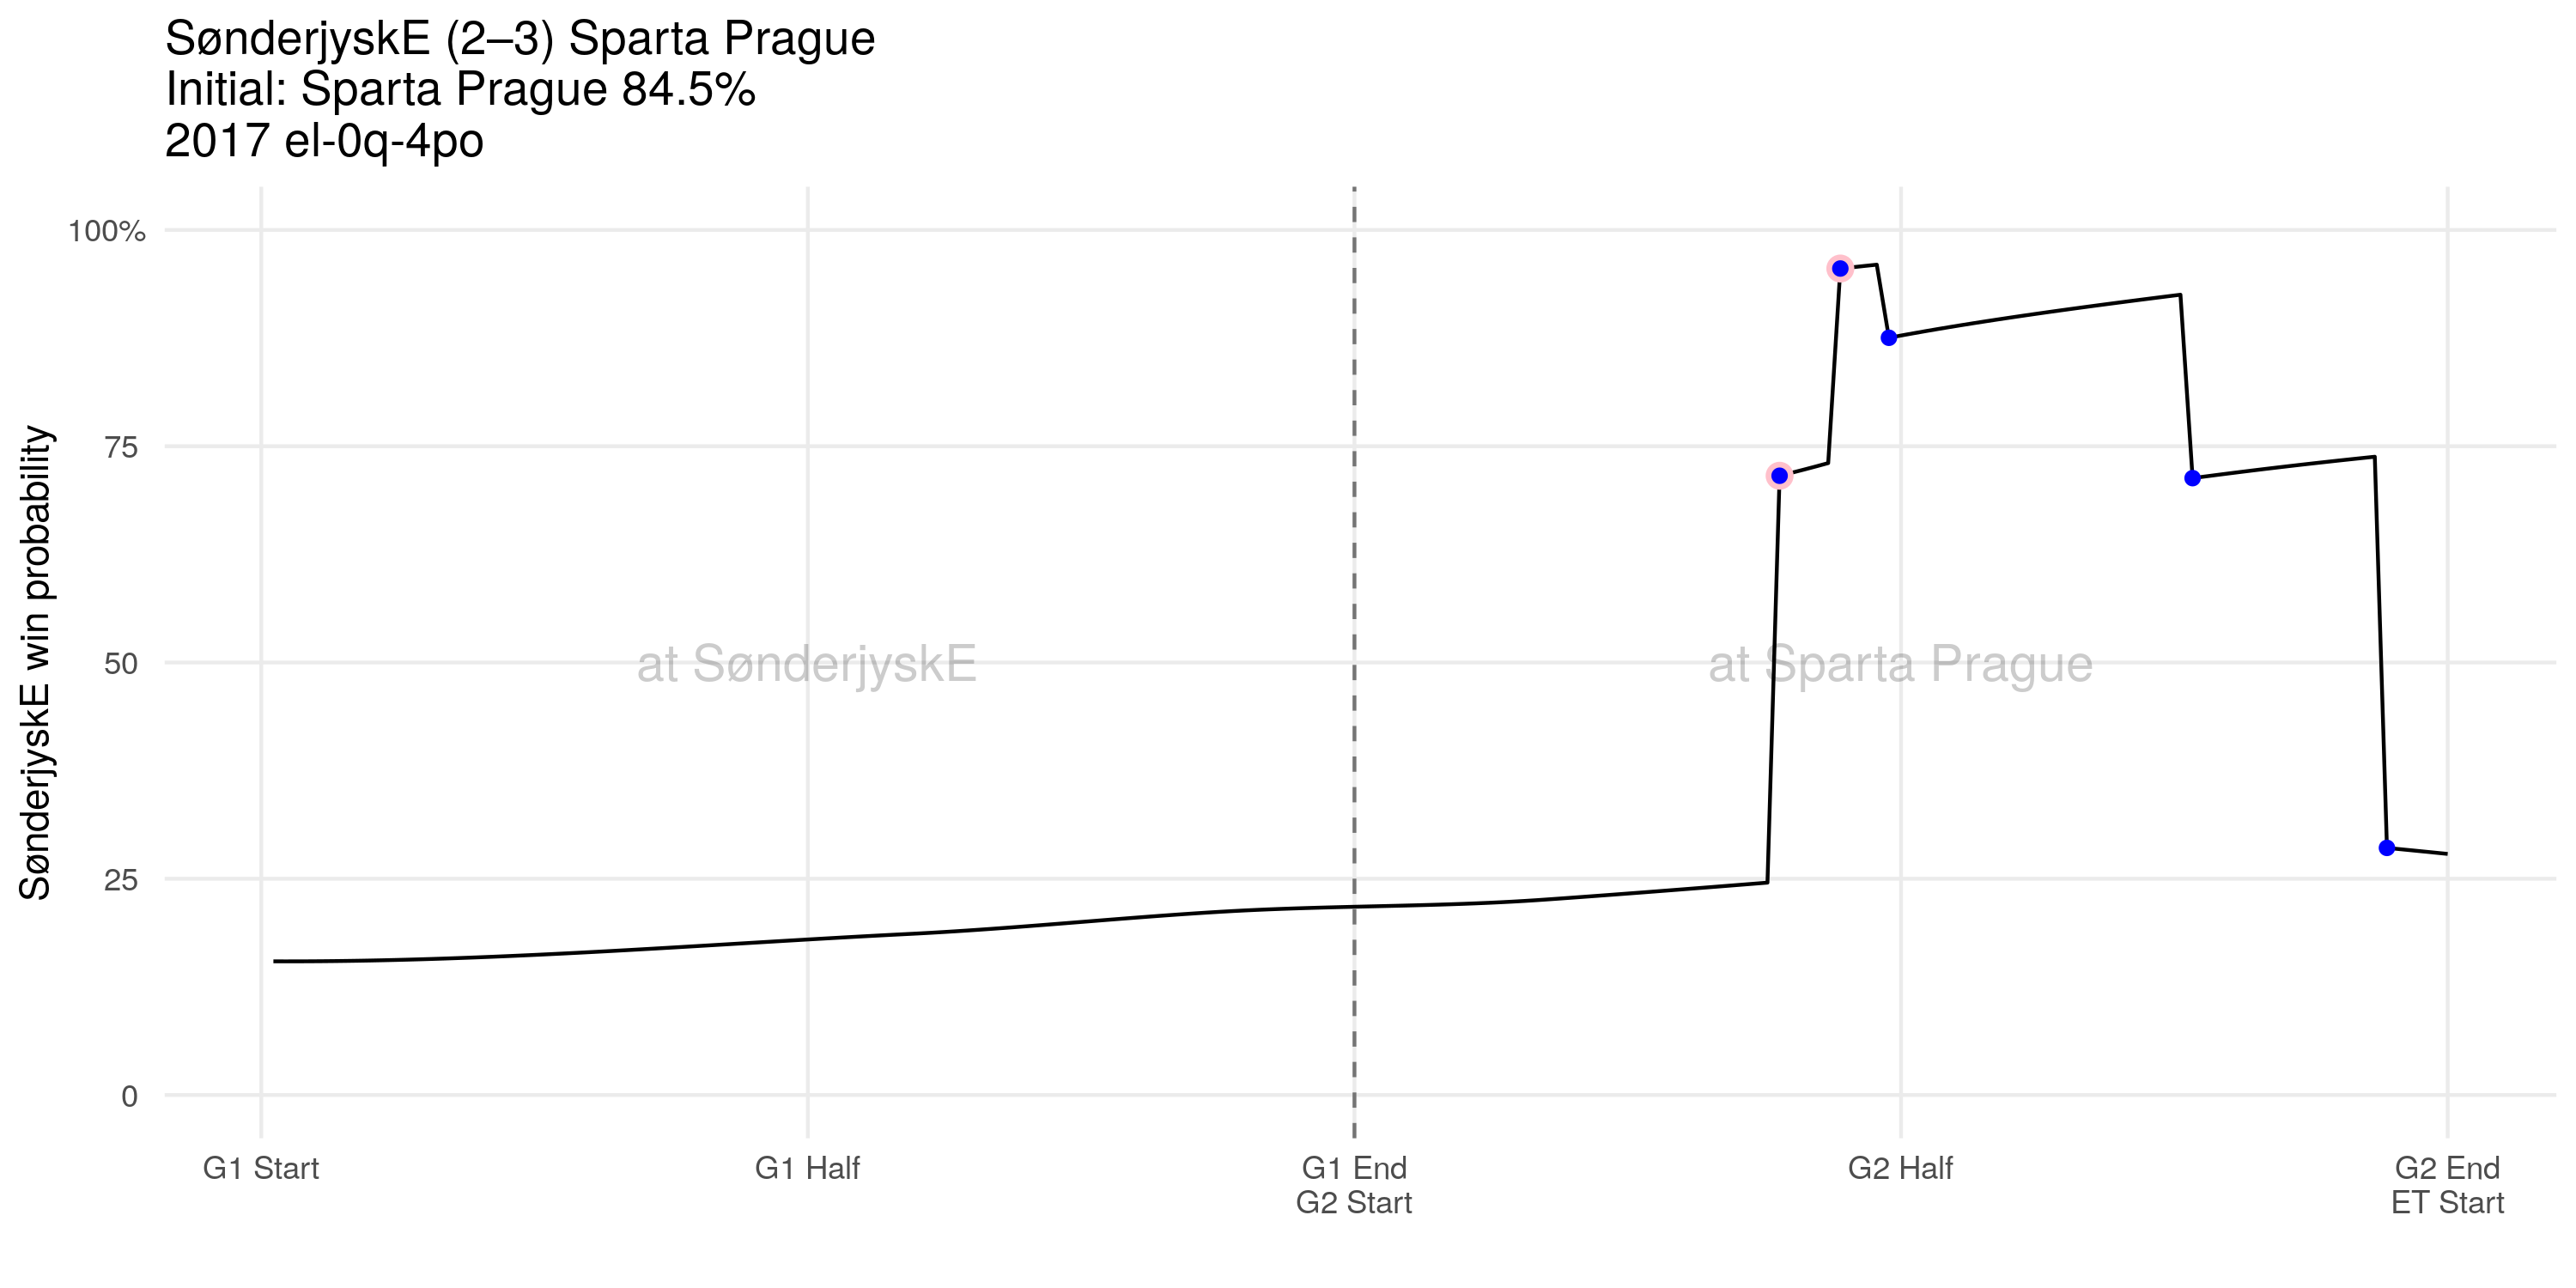 SønderjyskE (2–3) Sparta Prague
Initial: Sparta Prague 84.5%
2017 el-0q-4po
SønderjyskE win probability
100%
75
50
25
0
at SønderjyskE
at Sparta Prague
G1 Start
G1 Half
G1 End
G2 Start
G2 Half
G2 End
ET Start